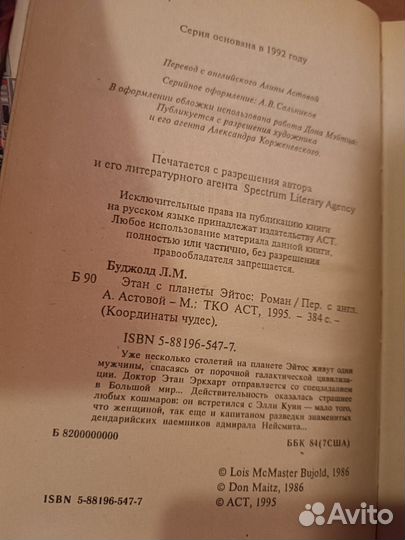 Серия основана в 1992 году
Перевод с английского Алины Астовой
Серийное оформление: А.В. Сальников
В оформлении обложки использована работа Дона Мэйтца:
Публикуется с разрешения художника
и его агента Александра Корженевского.
Печатается с разрешения автора
и его литературного агента Spectrum Literary Agency
Исключительные права на публикацию книги
на русском языке принадлежат издательству АСТ.
Любое использование материала данной книги,
полностью или частично, без разрешения
правообладателя запрещается.
Буджолд Л.М.
Б 90 Этан с планеты Эйтос: Роман / Пер. с англ.
А. Астовой – М.: ТКО АСТ, 1995. – 384 с. –
(Координаты чудес).
ISBN 5-88196-547-7.
Уже несколько столетий на планете Эйтос живут одни
мужчины, спасаясь от порочной галактической цивилиза-
ции. Доктор Этан Эркхарт отправляется со спецзаданием
в Большой мир... Действительность оказалась страшнее
любых кошмаров: он встретился с Элли Куин — мало того,
что женщиной, так еще и капитаном разведки знаменитых
дендарийских наемников адмирала Нейсмита...
Б 8200000000
ББК 84(7США)
© Lois McMaster Bujold, 1986
© Don Maitz, 1986
ISBN 5-88196-547-7 © АСТ, 1995
Avito